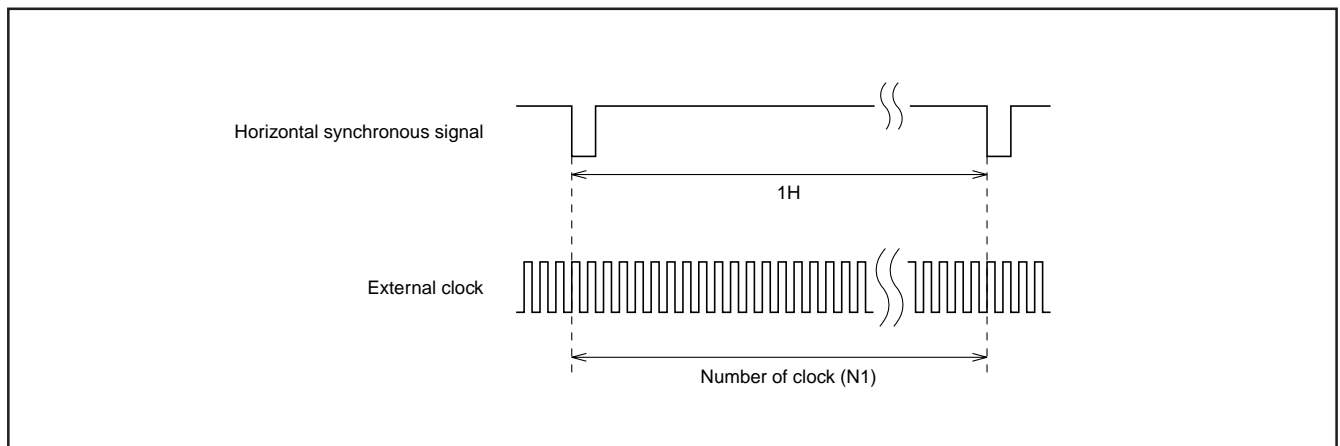 Horizontal synchronous signal
1H
External clock
Number of clock (N1)